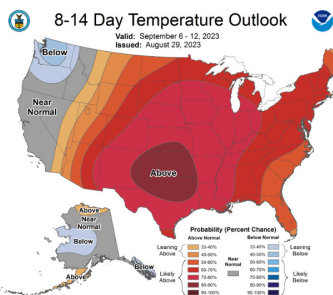 8-14 Day Temperature Outlook
Valid: September 6 - 12, 2023
Issued: August 29, 2023
Below
Near
Normal
Above
Above
Near
Normal
Below
Above
Below
Probability (Percent Chance)
Above Normal
Below Normal
Leaning
Above
33-40%
40-50%
50-60%
Near
Normal
33-40%
40-50%
50-60%
Leaning
Below
Likely
Above
60-70%
70-80%
80-90%
90-100%
60-70%
70-80%
80-90%
90-100%
Likely
Below